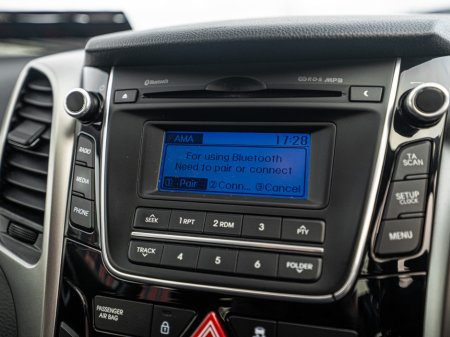 Bluetooth
CD RDS MP3
AMA 17:28
For using Bluetooth
Need to pair or connect
①Pair ②Conn... ③Cancel
RADIO
MEDIA
PHONE
TA
SCAN
SETUP
CLOCK
MENU
SEEK 1 RPT 2 RDM 3 PTY
TRACK 4 5 6 FOLDER
PASSENGER
AIR BAG